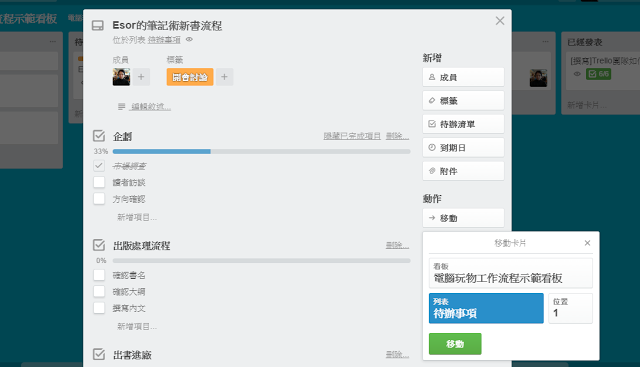 流程示範看板
Esor的筆記術新書流程
位於列表 待辦事項
成員
標籤
開會討論
編輯敘述...
企劃
隱藏已完成項目 刪除...
33%
市場調查
讀者訪談
方向確認
新增項目...
出版處理流程
刪除...
0%
確認書名
確認大綱
撰寫內文
新增項目...
出書進廠
刪除...
新增
成員
標籤
待辦清單
到期日
附件
動作
移動
移動卡片
看板
電腦玩物工作流程示範看板
列表
待辦事項
位置
1
移動
已經發表
[撰寫]Trello團隊如
6/6
新增卡片...